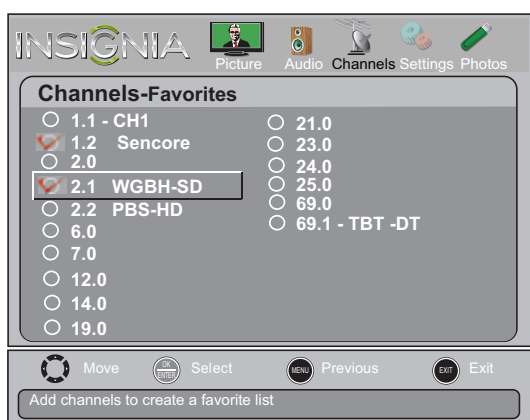 INSIGNIA
Picture Audio Channels Settings Photos
Channels-Favorites
1.1 - CH1
1.2 Sencore
2.0
2.1 WGBH-SD
2.2 PBS-HD
6.0
7.0
12.0
14.0
19.0
21.0
23.0
24.0
25.0
69.0
69.1 - TBT -DT
Move OK ENTER Select MENU Previous EXIT Exit
Add channels to create a favorite list